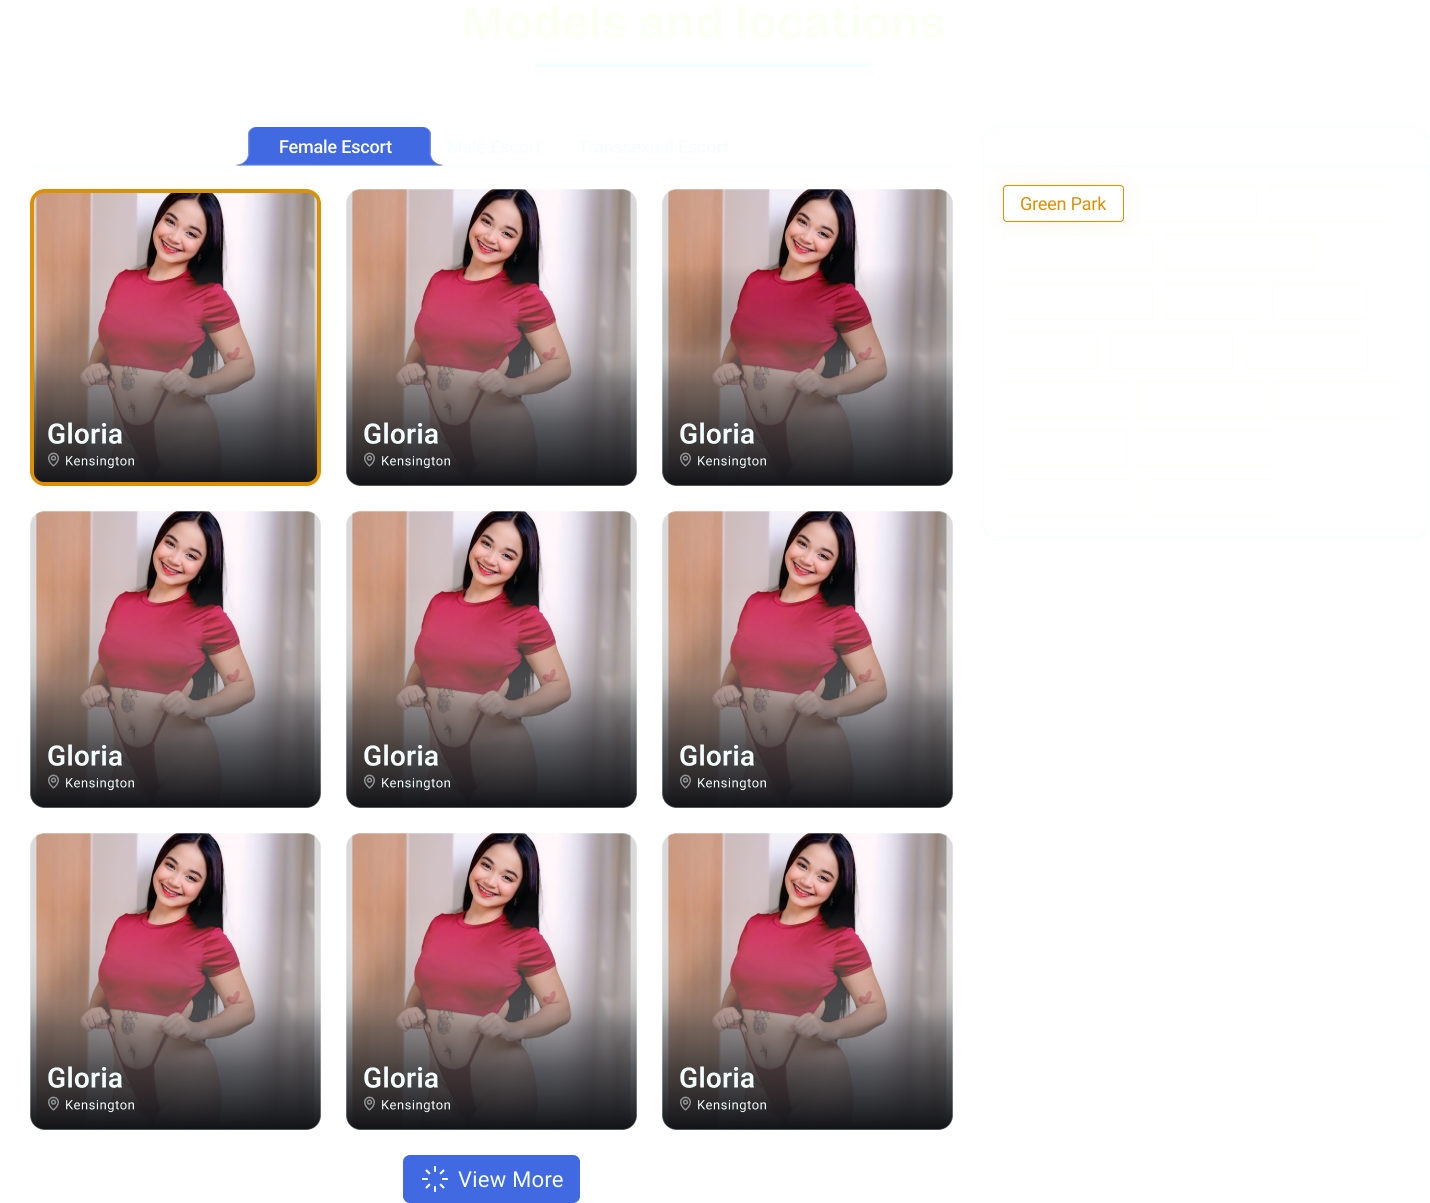 Models and locations
Female Escort
Male Escort
Transsexual Escort
Green Park
Gloria
Kensington
Gloria
Kensington
Gloria
Kensington
Gloria
Kensington
Gloria
Kensington
Gloria
Kensington
Gloria
Kensington
Gloria
Kensington
Gloria
Kensington
View More